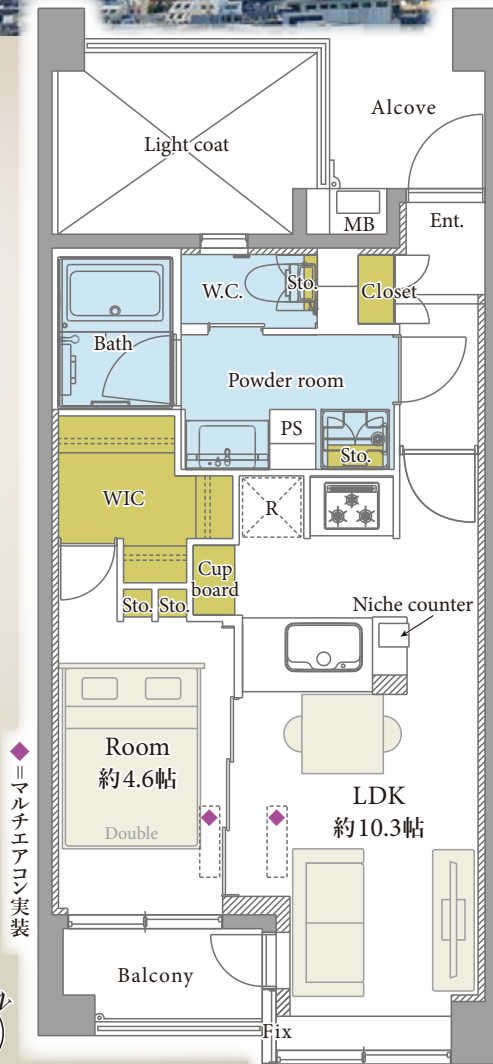 Alcove
Light coat
MB
Ent.
W.C.
Sto.
Closet
Bath
Powder room
PS
Sto.
WIC
R
Cup
board
Sto.
Sto.
Niche counter
Room
約4.6帖
Double
LDK
約10.3帖
◆=マルチエアコン実装
Balcony
Fix